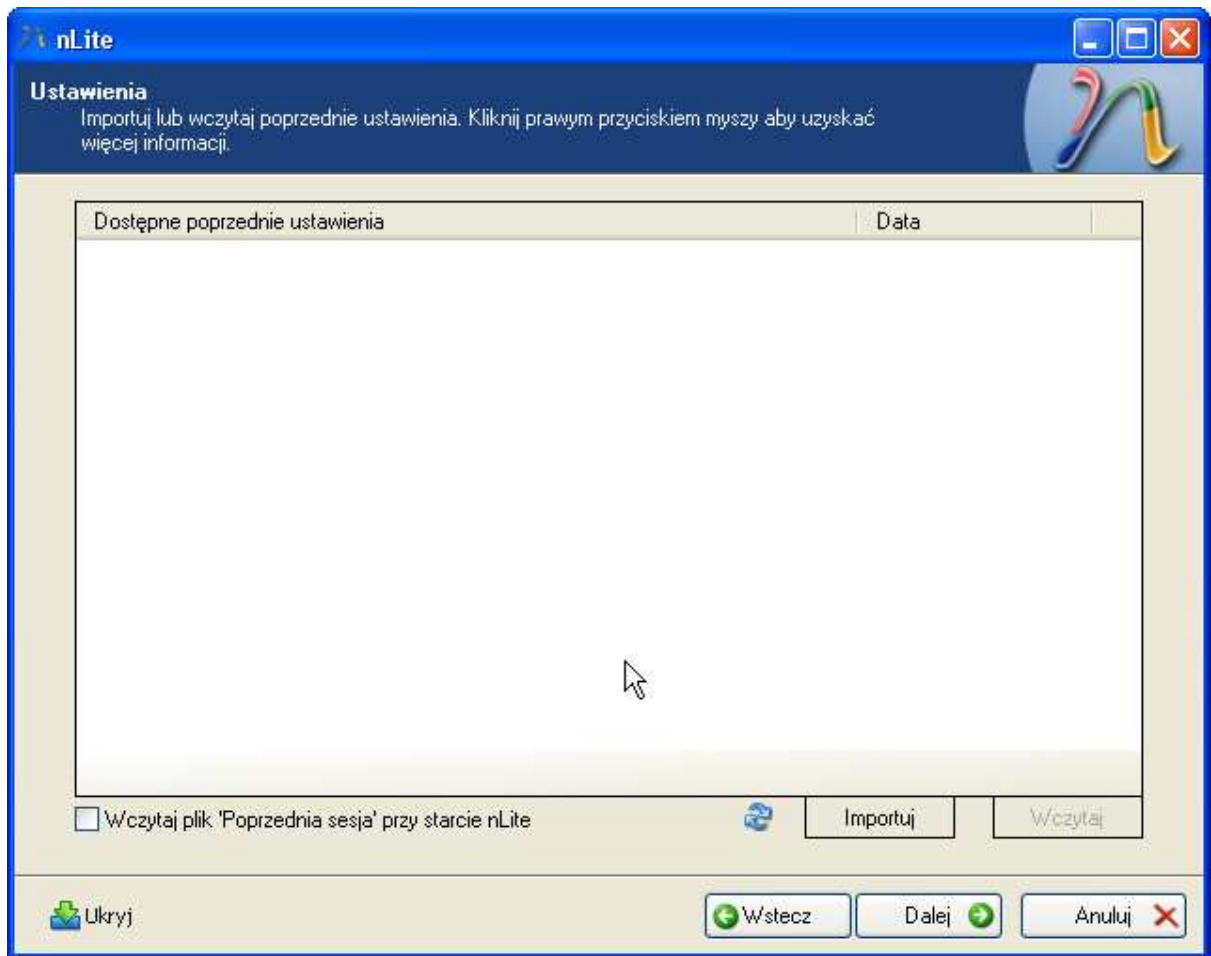 nLite
Ustawienia
Importuj lub wczytaj poprzednie ustawienia. Kliknij prawym przyciskiem myszy aby uzyskać
więcej informacji.
Dostępne poprzednie ustawienia Data
Wczytaj plik 'Poprzednia sesja' przy starcie nLite Importuj Wczytaj
Ukryj Wstecz Dalej Anuluj